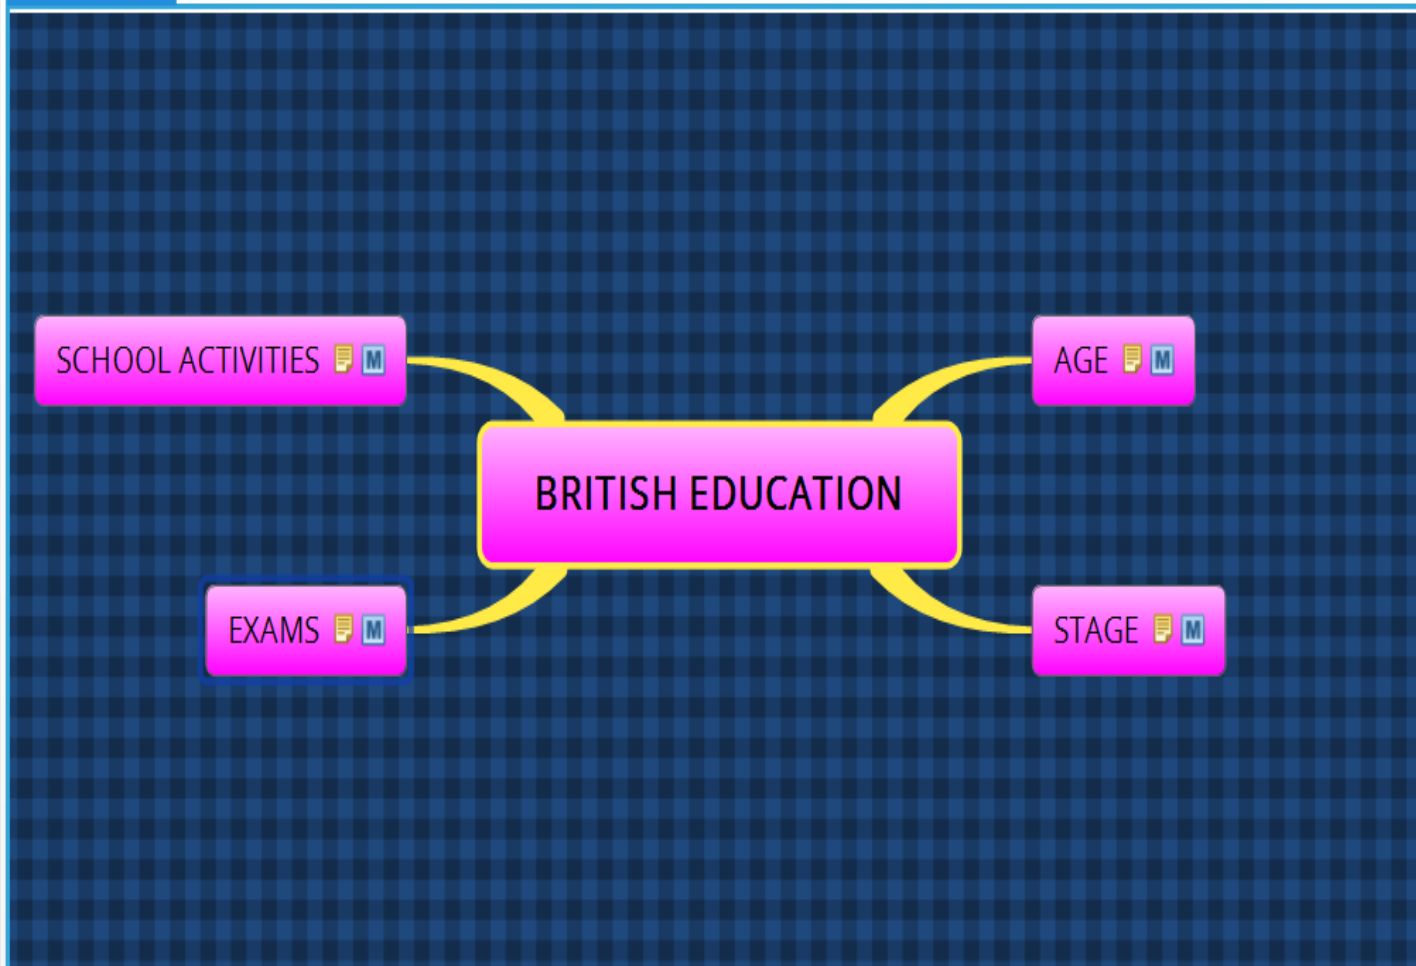 SCHOOL ACTIVITIES M
AGE M
BRITISH EDUCATION
EXAMS M
STAGE M